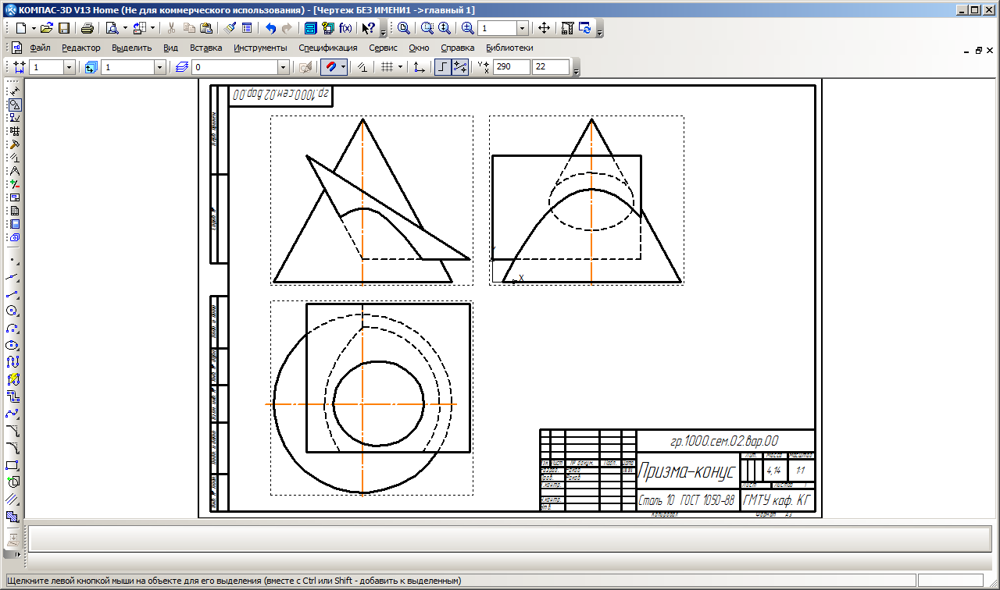 КОМПАС-3D V13 Home (Не для коммерческого использования) - [Чертеж БЕЗ ИМЕНИ1 ->главный 1]
f(x)
1
Файл Редактор Выделить Вид Вставка Инструменты Спецификация Сервис Окно Справка Библиотеки
1 1 0 290 22
гр.1000.сем.02.вар.00
X
гр.1000.сем.02.вар.00
Лит. Масса Масштаб
Изм Лист № докум. Подп. Дата
Призма-конус
4,14 1:1
Разраб. Рокад
Пров. Рокад
Т.контр.
Лист Листов 1
Н.контр.
Утв.
Сталь 10 ГОСТ 1050-88
ГМТУ каф. КГ
Копировал Формат A3
Щелкните левой кнопкой мыши на объекте для его выделения (вместе с Ctrl или Shift - добавить к выделенным)